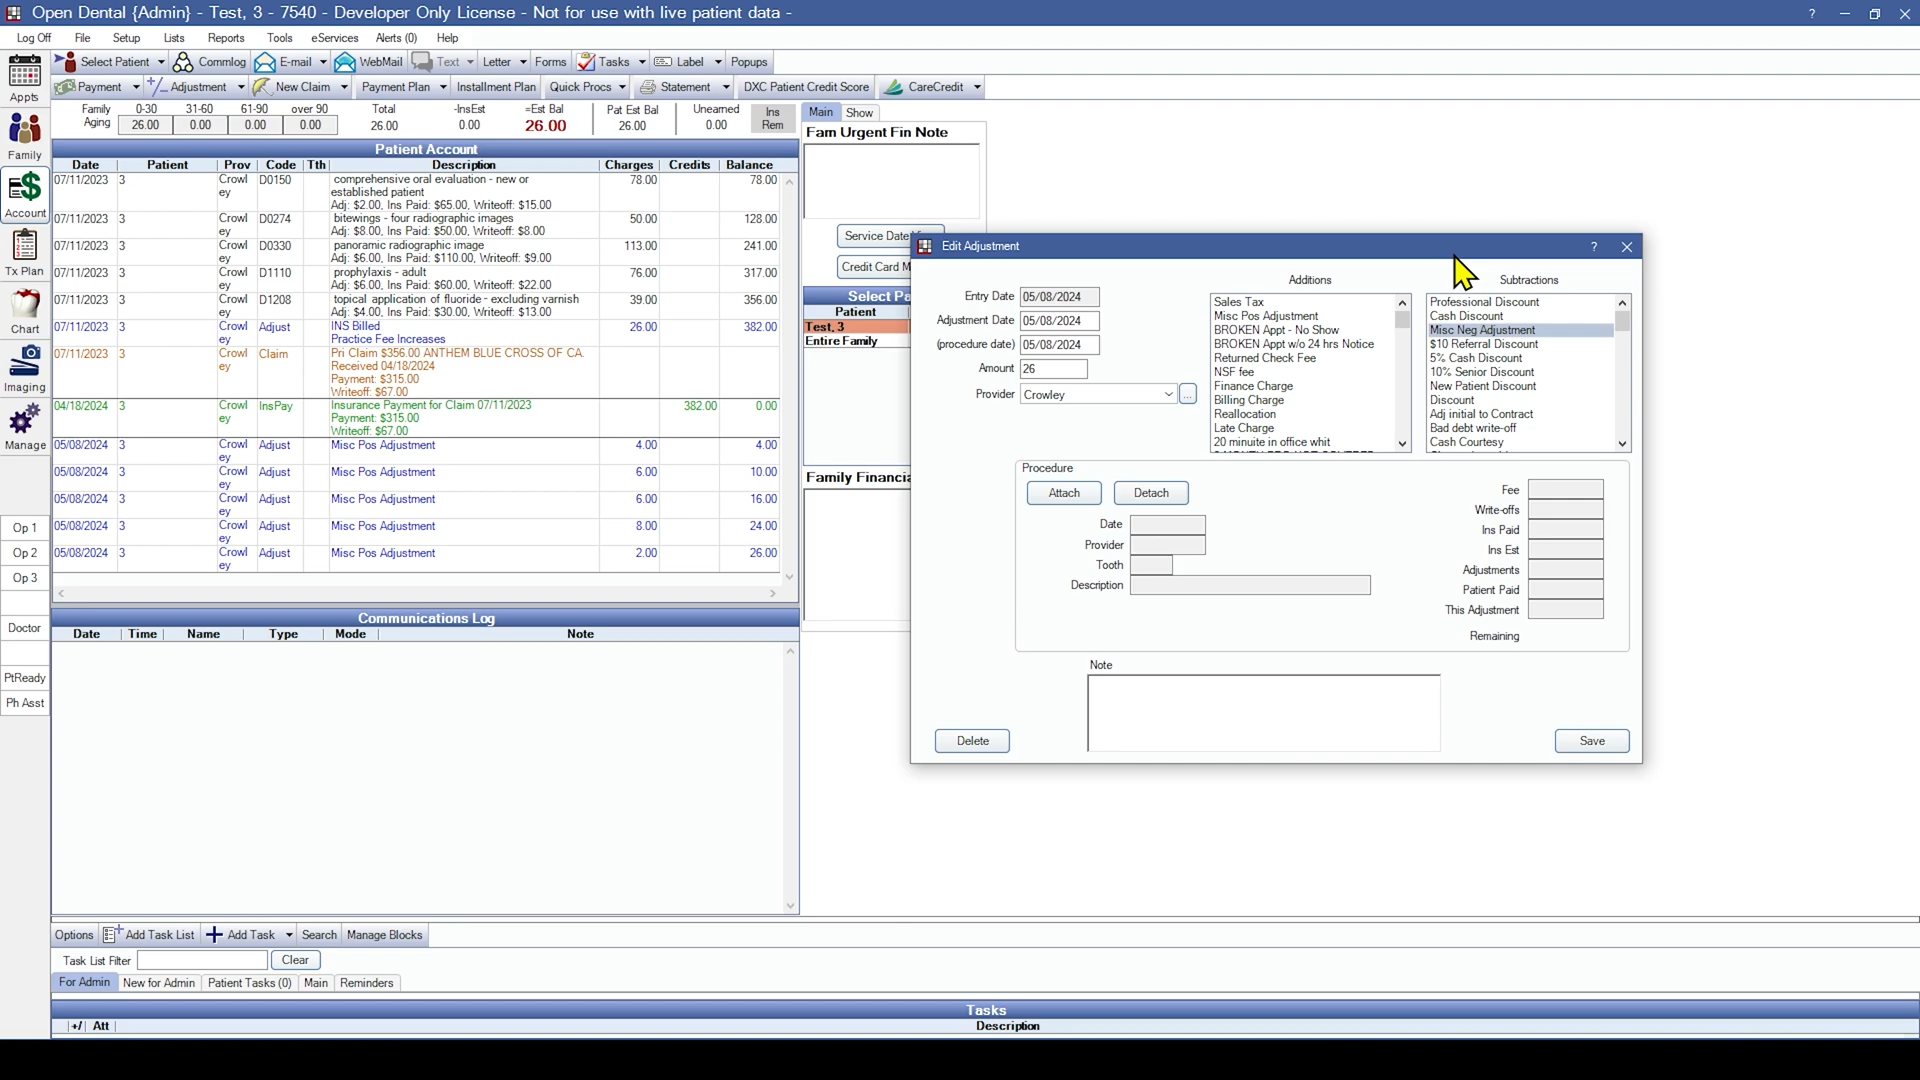 Open Dental {Admin} - Test, 3 - 7540 - Developer Only License - Not for use with live patient data -
Log Off File Setup Lists Reports Tools eServices Alerts (0) Help
Select Patient Commlog E-mail WebMail Text Letter Forms Tasks Label Popups
Payment Adjustment New Claim Payment Plan Installment Plan Quick Procs Statement DXC Patient Credit Score CareCredit
Appts
Family
Account
Tx Plan
Chart
Imaging
Manage
Op 1
Op 2
Op 3
Doctor
PtReady
Ph Asst
Family Aging 0-30 31-60 61-90 over 90 Total -InsEst =Est Bal Pat Est Bal Unearned Ins Rem
26.00 0.00 0.00 0.00 26.00 0.00 26.00 26.00 0.00
Patient Account
Date Patient Prov Code Tth Description Charges Credits Balance
07/11/2023 3 Crowl ey D0150 comprehensive oral evaluation - new or 78.00 78.00
established patient
Adj: $2.00, Ins Paid: $65.00, Writeoff: $15.00
07/11/2023 3 Crowl ey D0274 bitewings - four radiographic images 50.00 128.00
Adj: $8.00, Ins Paid: $50.00, Writeoff: $8.00
07/11/2023 3 Crowl ey D0330 panoramic radiographic image 113.00 241.00
Adj: $6.00, Ins Paid: $110.00, Writeoff: $9.00
07/11/2023 3 Crowl ey D1110 prophylaxis - adult 76.00 317.00
Adj: $6.00, Ins Paid: $60.00, Writeoff: $22.00
07/11/2023 3 Crowl ey D1208 topical application of fluoride - excluding varnish 39.00 356.00
Adj: $4.00, Ins Paid: $30.00, Writeoff: $13.00
07/11/2023 3 Crowl ey Adjust INS Billed 26.00 382.00
Practice Fee Increases
07/11/2023 3 Crowl ey Claim Pri Claim $356.00 ANTHEM BLUE CROSS OF CA.
Received 04/18/2024
Payment: $315.00
Writeoff: $67.00
04/18/2024 3 Crowl ey InsPay Insurance Payment for Claim 07/11/2023 382.00 0.00
Payment: $315.00
Writeoff: $67.00
05/08/2024 3 Crowl ey Adjust Misc Pos Adjustment 4.00 4.00
05/08/2024 3 Crowl ey Adjust Misc Pos Adjustment 6.00 10.00
05/08/2024 3 Crowl ey Adjust Misc Pos Adjustment 6.00 16.00
05/08/2024 3 Crowl ey Adjust Misc Pos Adjustment 8.00 24.00
05/08/2024 3 Crowl ey Adjust Misc Pos Adjustment 2.00 26.00
Communications Log
Date Time Name Type Mode Note
Main Show
Fam Urgent Fin Note
Service Date
Credit Card M
Select Pa
Patient
Test, 3
Entire Family
Family Financia
Edit Adjustment
Entry Date 05/08/2024
Adjustment Date 05/08/2024
(procedure date) 05/08/2024
Amount 26
Provider Crowley ...
Additions
Sales Tax
Misc Pos Adjustment
BROKEN Appt - No Show
BROKEN Appt w/o 24 hrs Notice
Returned Check Fee
NSF fee
Finance Charge
Billing Charge
Reallocation
Late Charge
20 minuite in office whit
Subtractions
Professional Discount
Cash Discount
Misc Neg Adjustment
$10 Referral Discount
5% Cash Discount
10% Senior Discount
New Patient Discount
Discount
Adj initial to Contract
Bad debt write-off
Cash Courtesy
Procedure
Attach Detach
Date
Provider
Tooth
Description
Fee
Write-offs
Ins Paid
Ins Est
Adjustments
Patient Paid
This Adjustment
Remaining
Note
Delete Save
Options Add Task List Add Task Search Manage Blocks
Task List Filter Clear
For Admin New for Admin Patient Tasks (0) Main Reminders
Tasks
+/ Att Description